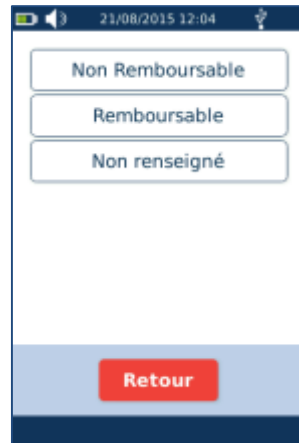 21/08/2015 12:04
Non Remboursable
Remboursable
Non renseigné
Retour